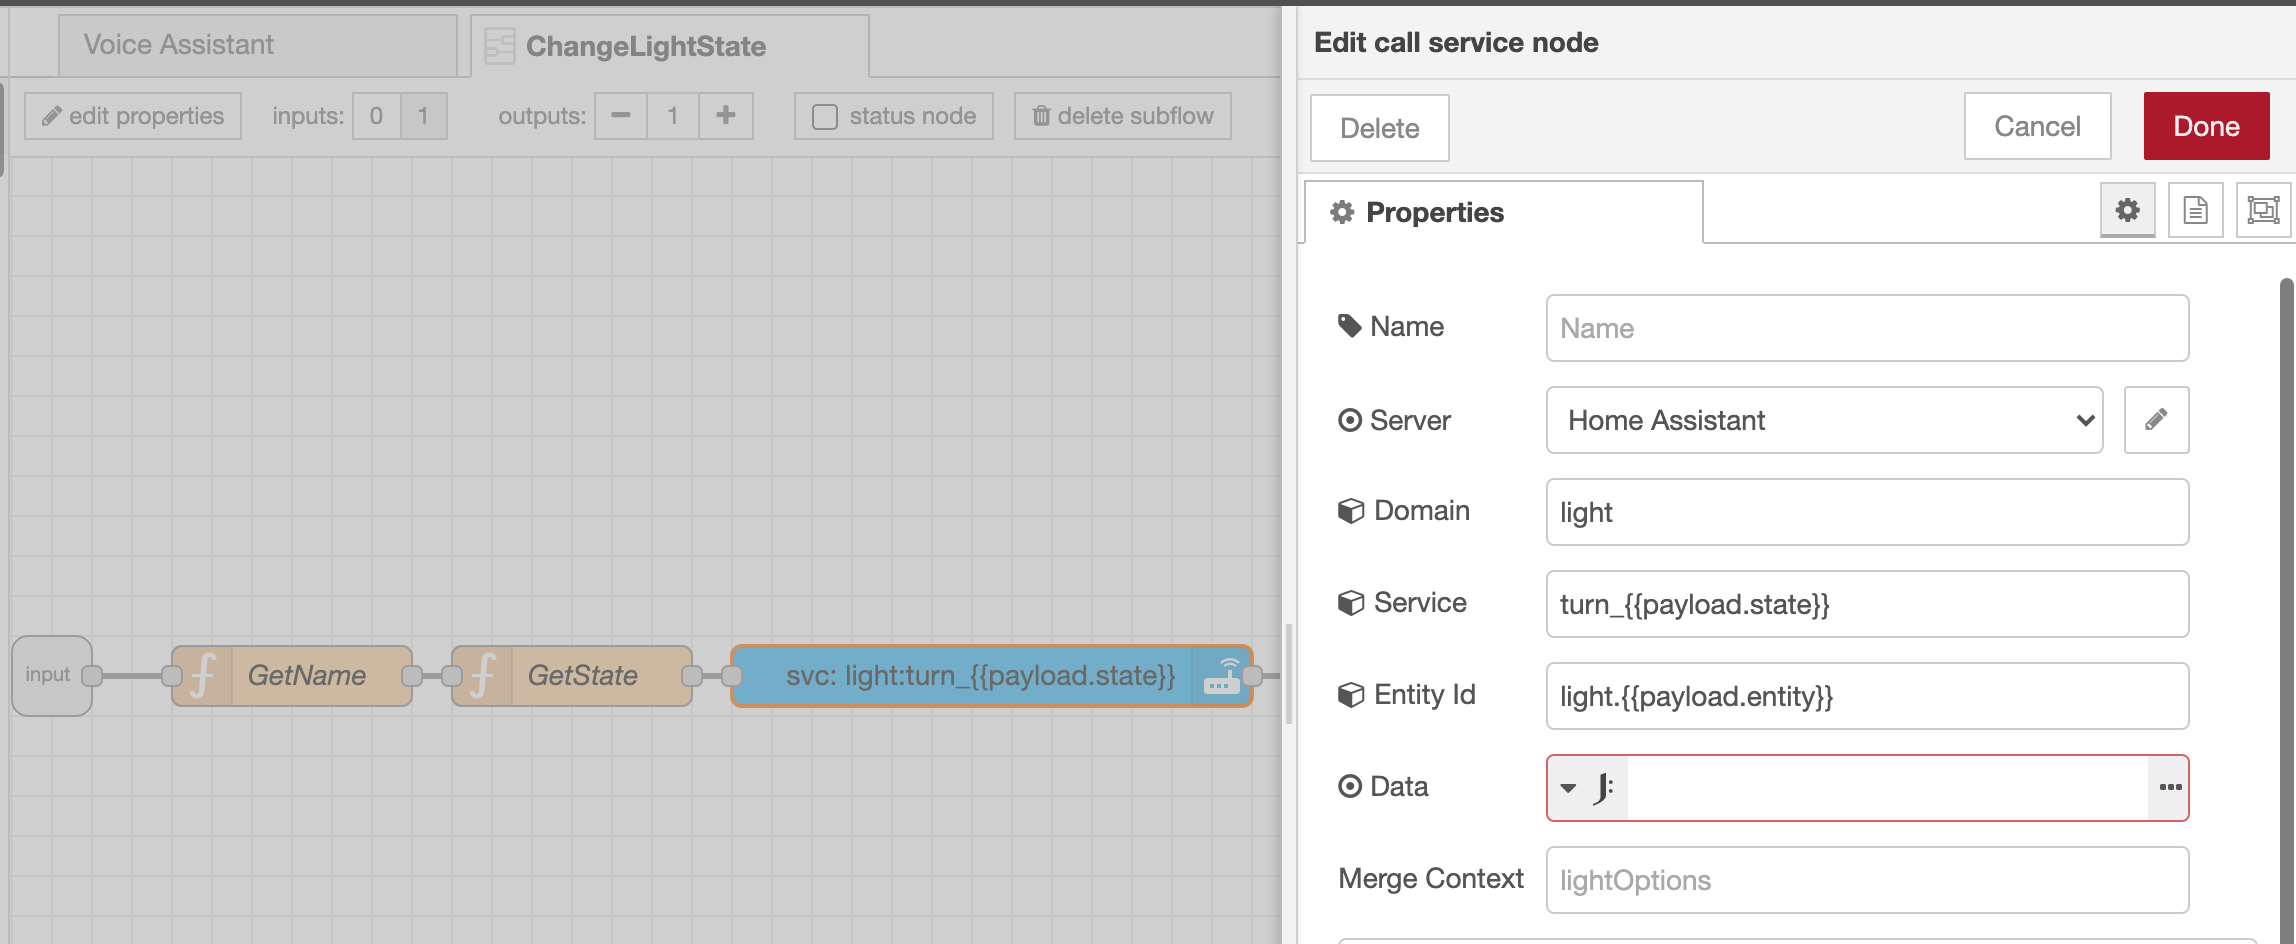 Voice Assistant
ChangeLightState
edit properties
inputs: 0 1
outputs: − 1 +
status node
delete subflow
input
GetName
GetState
svc: light:turn_{{payload.state}}
Edit call service node
Delete
Cancel
Done
Properties
Name
Name
Server
Home Assistant
Domain
light
Service
turn_{{payload.state}}
Entity Id
light.{{payload.entity}}
Data
J:
Merge Context
lightOptions